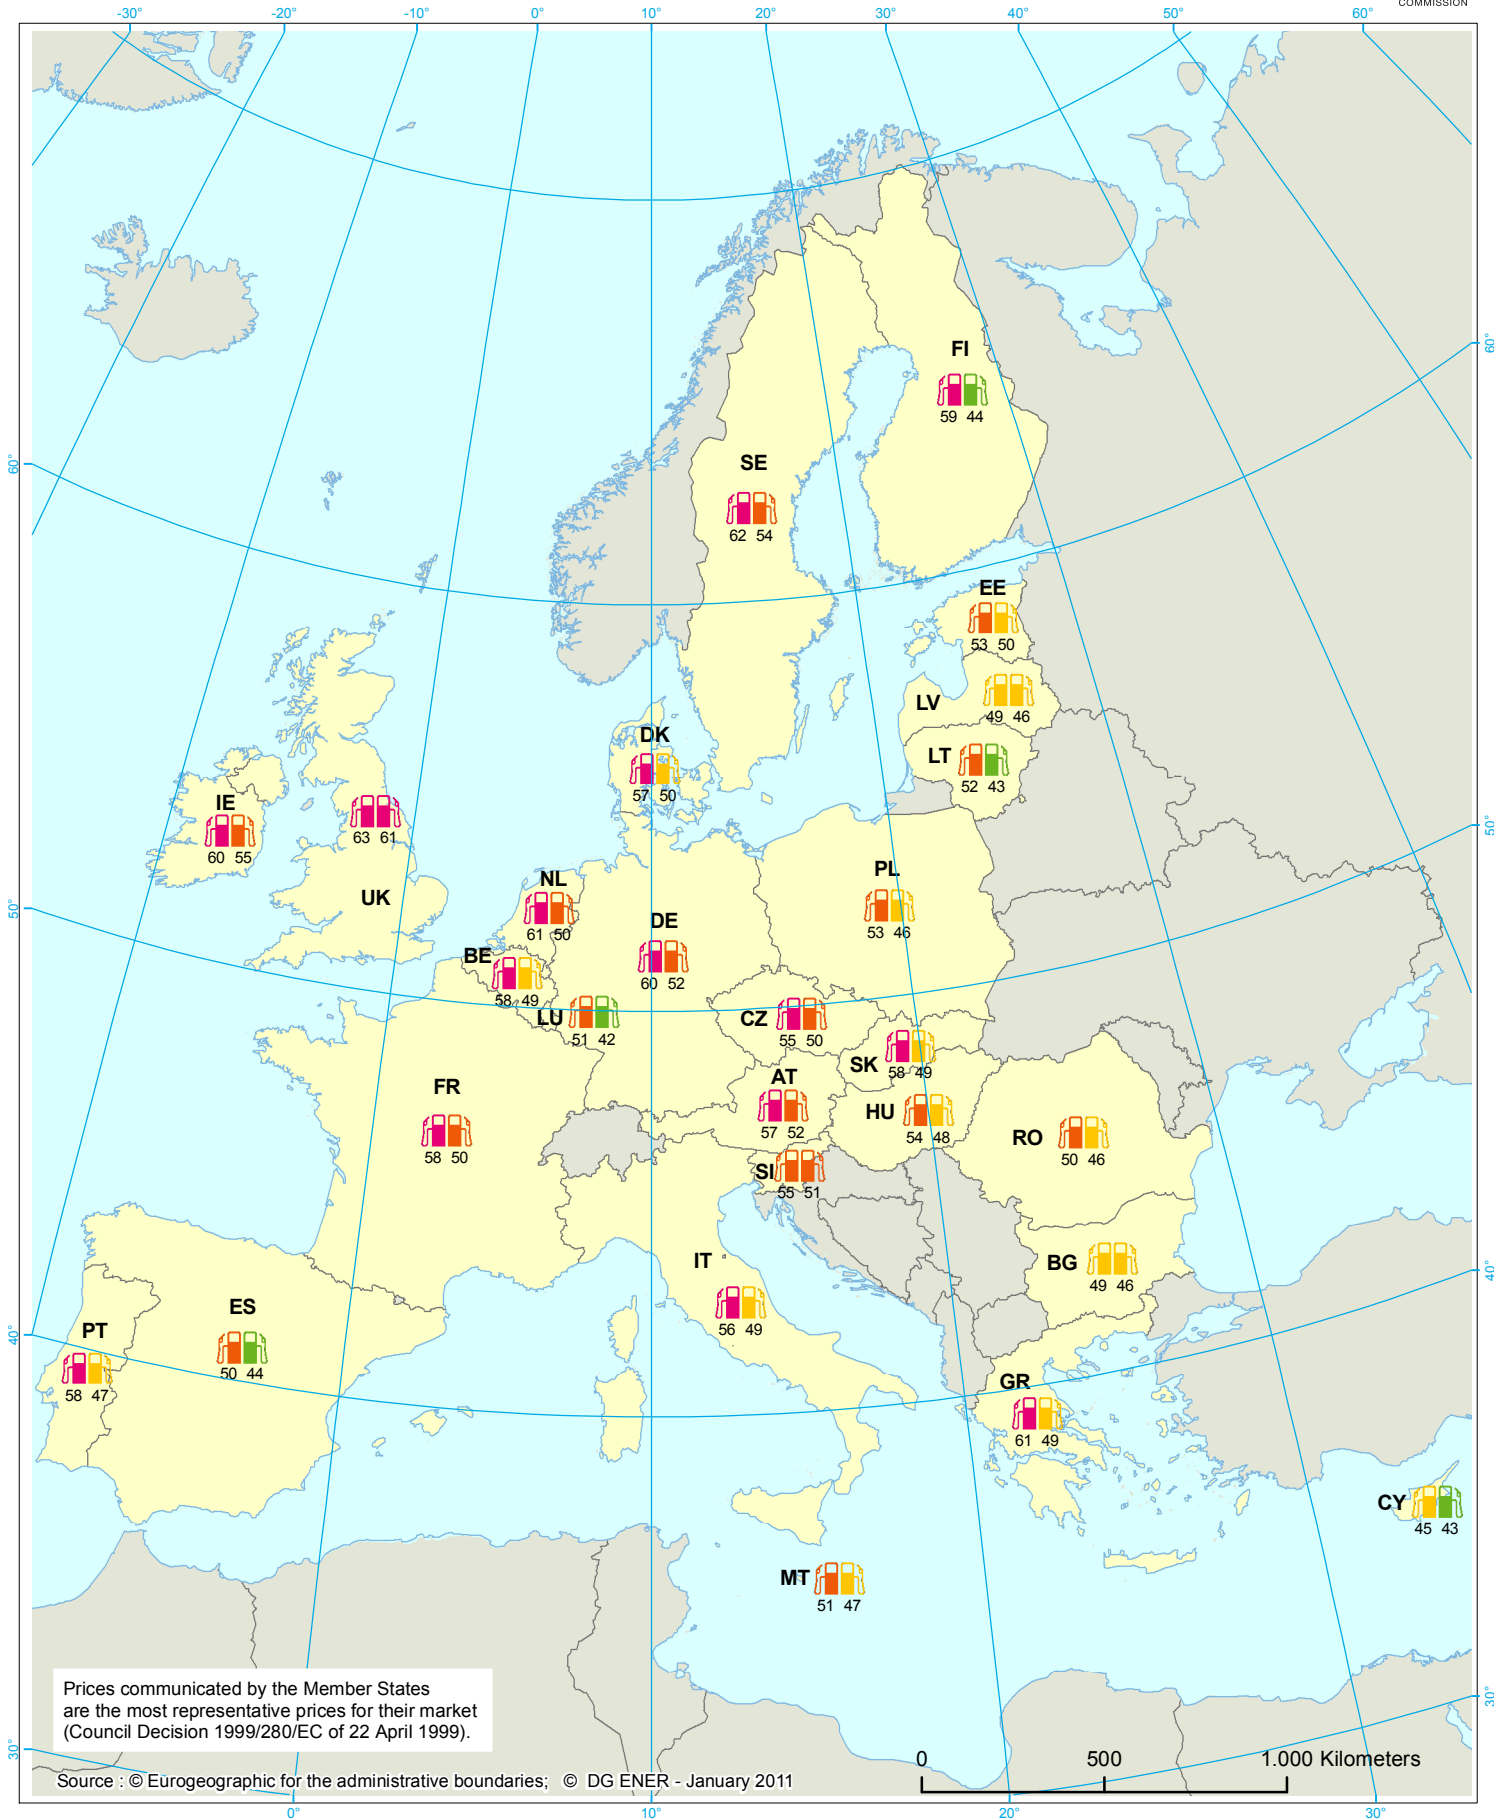 COMMISSION
-30° -20° -10° 0° 10° 20° 30° 40° 50° 60°
FI
59 44
60°
SE
60°
62 54
EE
53 50
LV
49 46
DK
LT
57 50
52 43
IE
63 61
60 55
50°
PL
NL
UK
50°
DE
61 50
53 46
BE
60 52
58 49
LU
CZ
51 42
55 50
SK
58 49
AT
FR
HU
57 52
54 48
RO
58 50
50 46
SI
55 51
IT
BG
40°
49 46
ES
PT
56 49
40°
50 44
GR
58 47
61 49
CY
45 43
MT
51 47
Prices communicated by the Member States
are the most representative prices for their market
(Council Decision 1999/280/EC of 22 April 1999).
30°
30°
0 500 1.000 Kilometers
Source : © Eurogeographic for the administrative boundaries; © DG ENER - January 2011
0° 10° 20° 30°